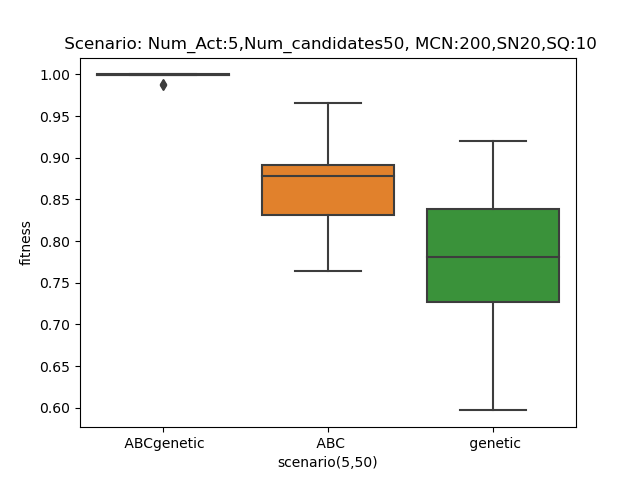 Scenario: Num_Act:5,Num_candidates50, MCN:200,SN20,SQ:10
1.00
0.95
0.90
0.85
0.80
0.75
0.70
0.65
0.60
fitness
ABCgenetic ABC genetic
scenario(5,50)